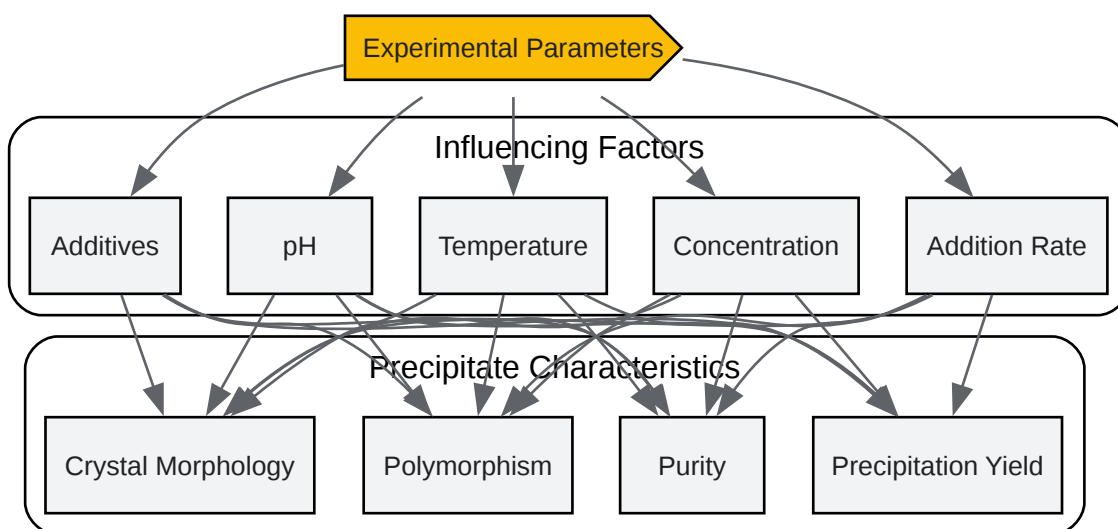 Experimental Parameters
Influencing Factors
Additives
pH
Temperature
Concentration
Addition Rate
Precipitate Characteristics
Crystal Morphology
Polymorphism
Purity
Precipitation Yield